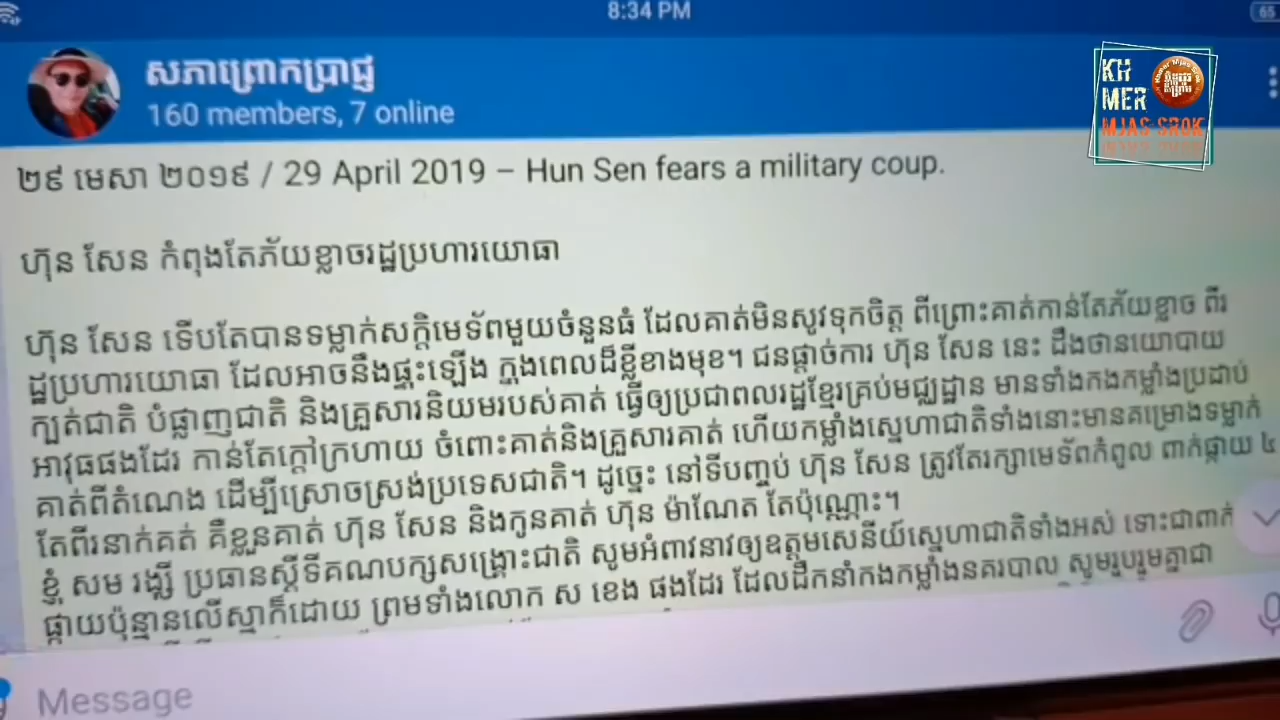 8:34 PM
65
សភាព្រោកប្រាជ្ញ
160 members, 7 online
KH
MER
MJAS-SROK
២៩ មេសា ២០១៩ / 29 April 2019 – Hun Sen fears a military coup.
ហ៊ុន សែន កំពុងតែភ័យខ្លាចរដ្ឋប្រហារយោធា
ហ៊ុន សែន ទើបតែបានទម្លាក់សក្ដិមេទ័ពមួយចំនួនធំ ដែលគាត់មិនសូវទុកចិត្ត ពីព្រោះគាត់កាន់តែភ័យខ្លាច ពីរ
ដ្ឋប្រហារយោធា ដែលអាចនឹងផ្ទុះឡើង ក្នុងពេលដ៏ខ្លីខាងមុខ។ ជនផ្ដាច់ការ ហ៊ុន សែន នេះ ដឹងថានយោបាយ
ក្បត់ជាតិ បំផ្លាញជាតិ និងគ្រួសារនិយមរបស់គាត់ ធ្វើឲ្យប្រជាពលរដ្ឋខ្មែរគ្រប់មជ្ឈដ្ឋាន មានទាំងកងកម្លាំងប្រដាប់
អាវុធផងដែរ កាន់តែក្ដៅក្រហាយ ចំពោះគាត់និងគ្រួសារគាត់ ហើយកម្លាំងស្នេហាជាតិទាំងនោះមានគម្រោងទម្លាក់
គាត់ពីតំណែង ដើម្បីស្រោចស្រង់ប្រទេសជាតិ។ ដូច្នេះ នៅទីបញ្ចប់ ហ៊ុន សែន ត្រូវតែរក្សាមេទ័ពកំពូល ពាក់ផ្កាយ ៤
តែពីរនាក់គត់ គឺខ្លួនគាត់ ហ៊ុន សែន និងកូនគាត់ ហ៊ុន ម៉ាណែត តែប៉ុណ្ណោះ។
ខ្ញុំ សម រង្ស៊ី ប្រធានស្ដីទីគណបក្សសង្គ្រោះជាតិ សូមអំពាវនាវឲ្យឧត្តមសេនីយ៍ស្នេហាជាតិទាំងអស់ ទោះជាពាក់
ផ្កាយប៉ុន្មានលើស្មាក៏ដោយ ព្រមទាំងលោក ស ខេង ផងដែរ ដែលដឹកនាំកងកម្លាំងនគរបាល សូមរួបរួមគ្នាជា
Message